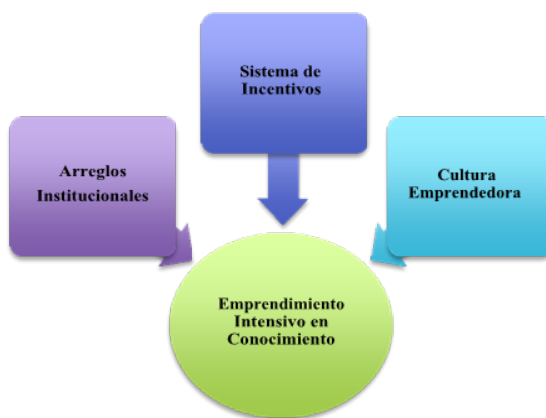 Sistema de
Incentivos
Arreglos
Institucionales
Cultura
Emprendedora
Emprendimiento
Intensivo en
Conocimiento